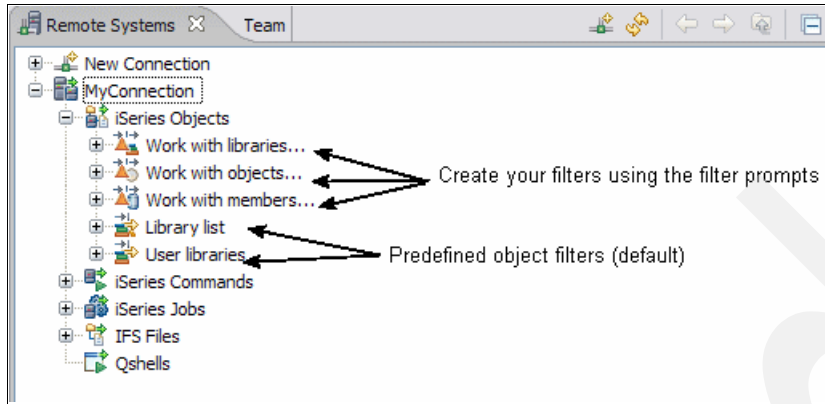 Remote Systems Team
New Connection
MyConnection
iSeries Objects
Work with libraries...
Work with objects...
Create your filters using the filter prompts
Work with members...
Library list
User libraries
Predefined object filters (default)
iSeries Commands
iSeries Jobs
IFS Files
Qshells